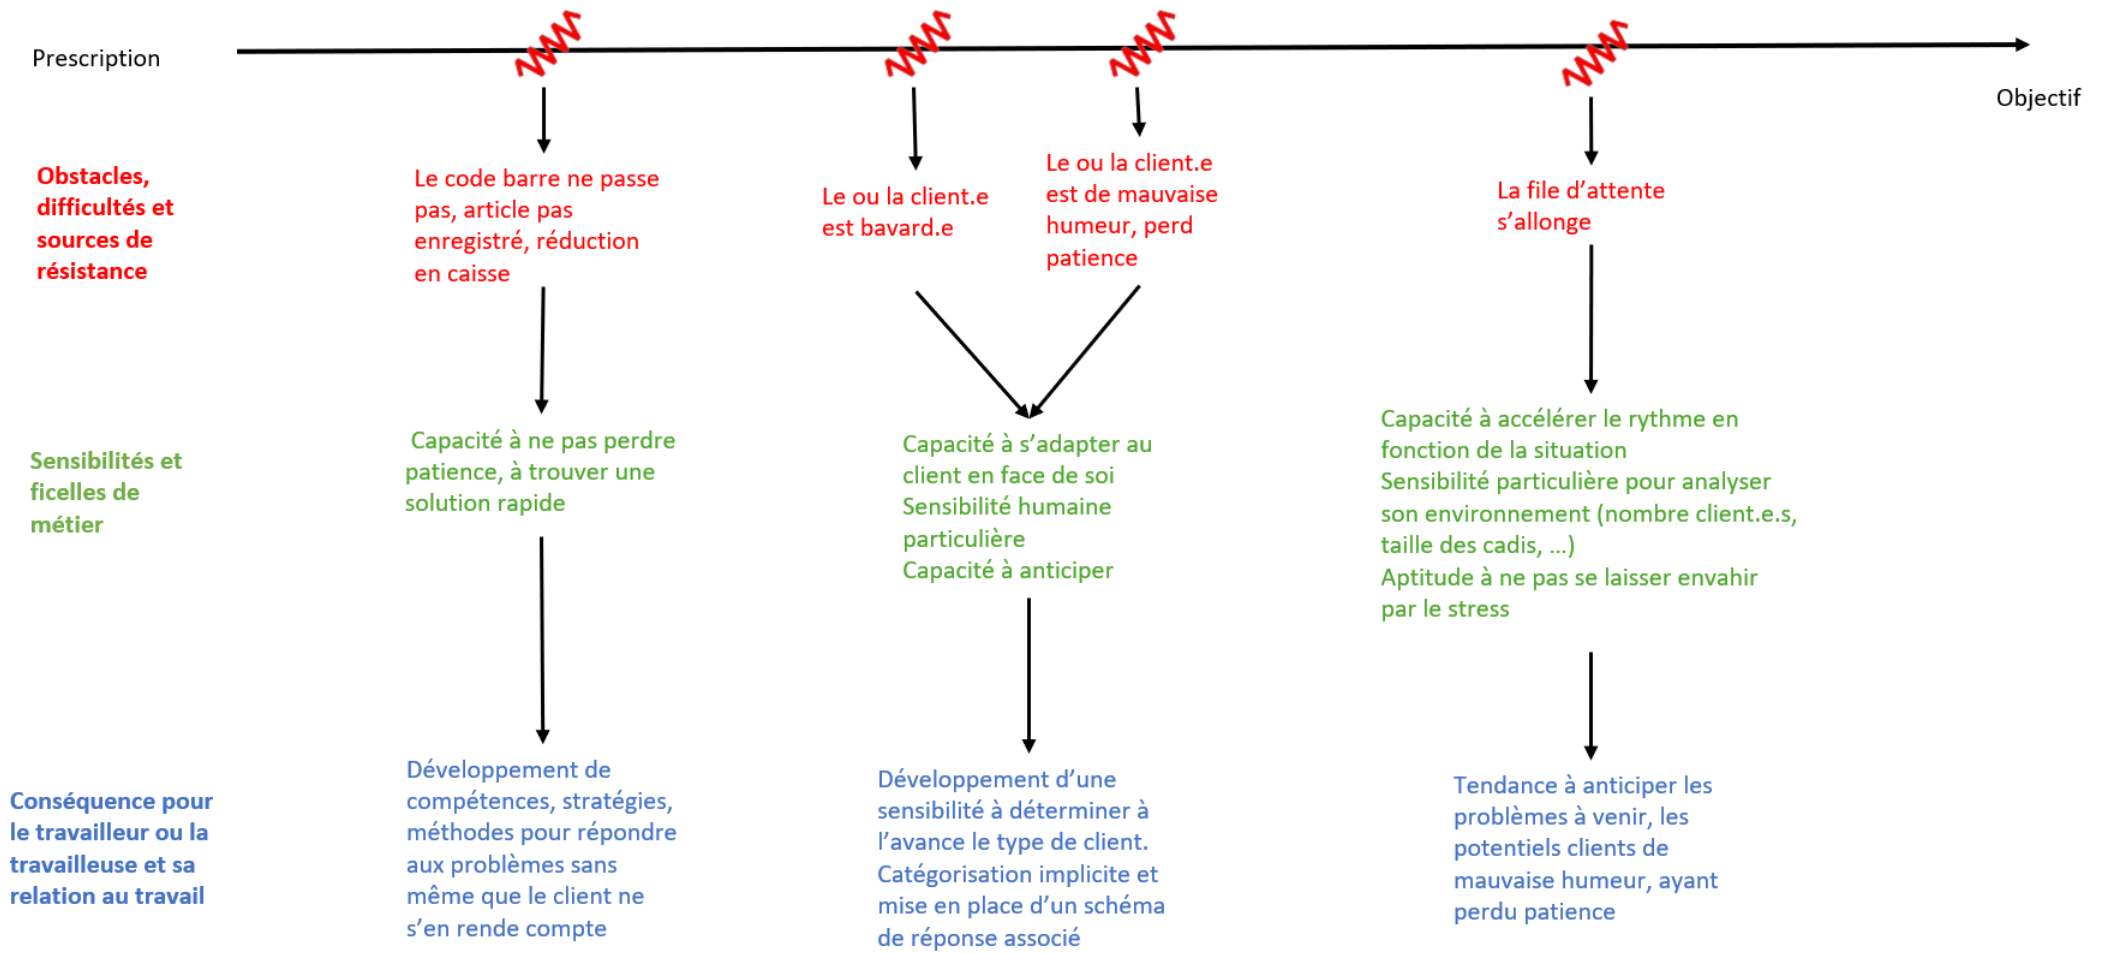 Prescription
Objectif
Obstacles,
difficultés et
sources de
résistance
Le code barre ne passe
pas, article pas
enregistré, réduction
en caisse
Le ou la client.e
est bavard.e
Le ou la client.e
est de mauvaise
humeur, perd
patience
La file d’attente
s’allonge
Sensibilités et
ficelles de
métier
Capacité à ne pas perdre
patience, à trouver une
solution rapide
Capacité à s’adapter au
client en face de soi
Sensibilité humaine
particulière
Capacité à anticiper
Capacité à accélérer le rythme en
fonction de la situation
Sensibilité particulière pour analyser
son environnement (nombre client.e.s,
taille des cadis, …)
Aptitude à ne pas se laisser envahir
par le stress
Conséquence pour
le travailleur ou la
travailleuse et sa
relation au travail
Développement de
compétences, stratégies,
méthodes pour répondre
aux problèmes sans
même que le client ne
s’en rende compte
Développement d’une
sensibilité à déterminer à
l’avance le type de client.
Catégorisation implicite et
mise en place d’un schéma
de réponse associé
Tendance à anticiper les
problèmes à venir, les
potentiels clients de
mauvaise humeur, ayant
perdu patience